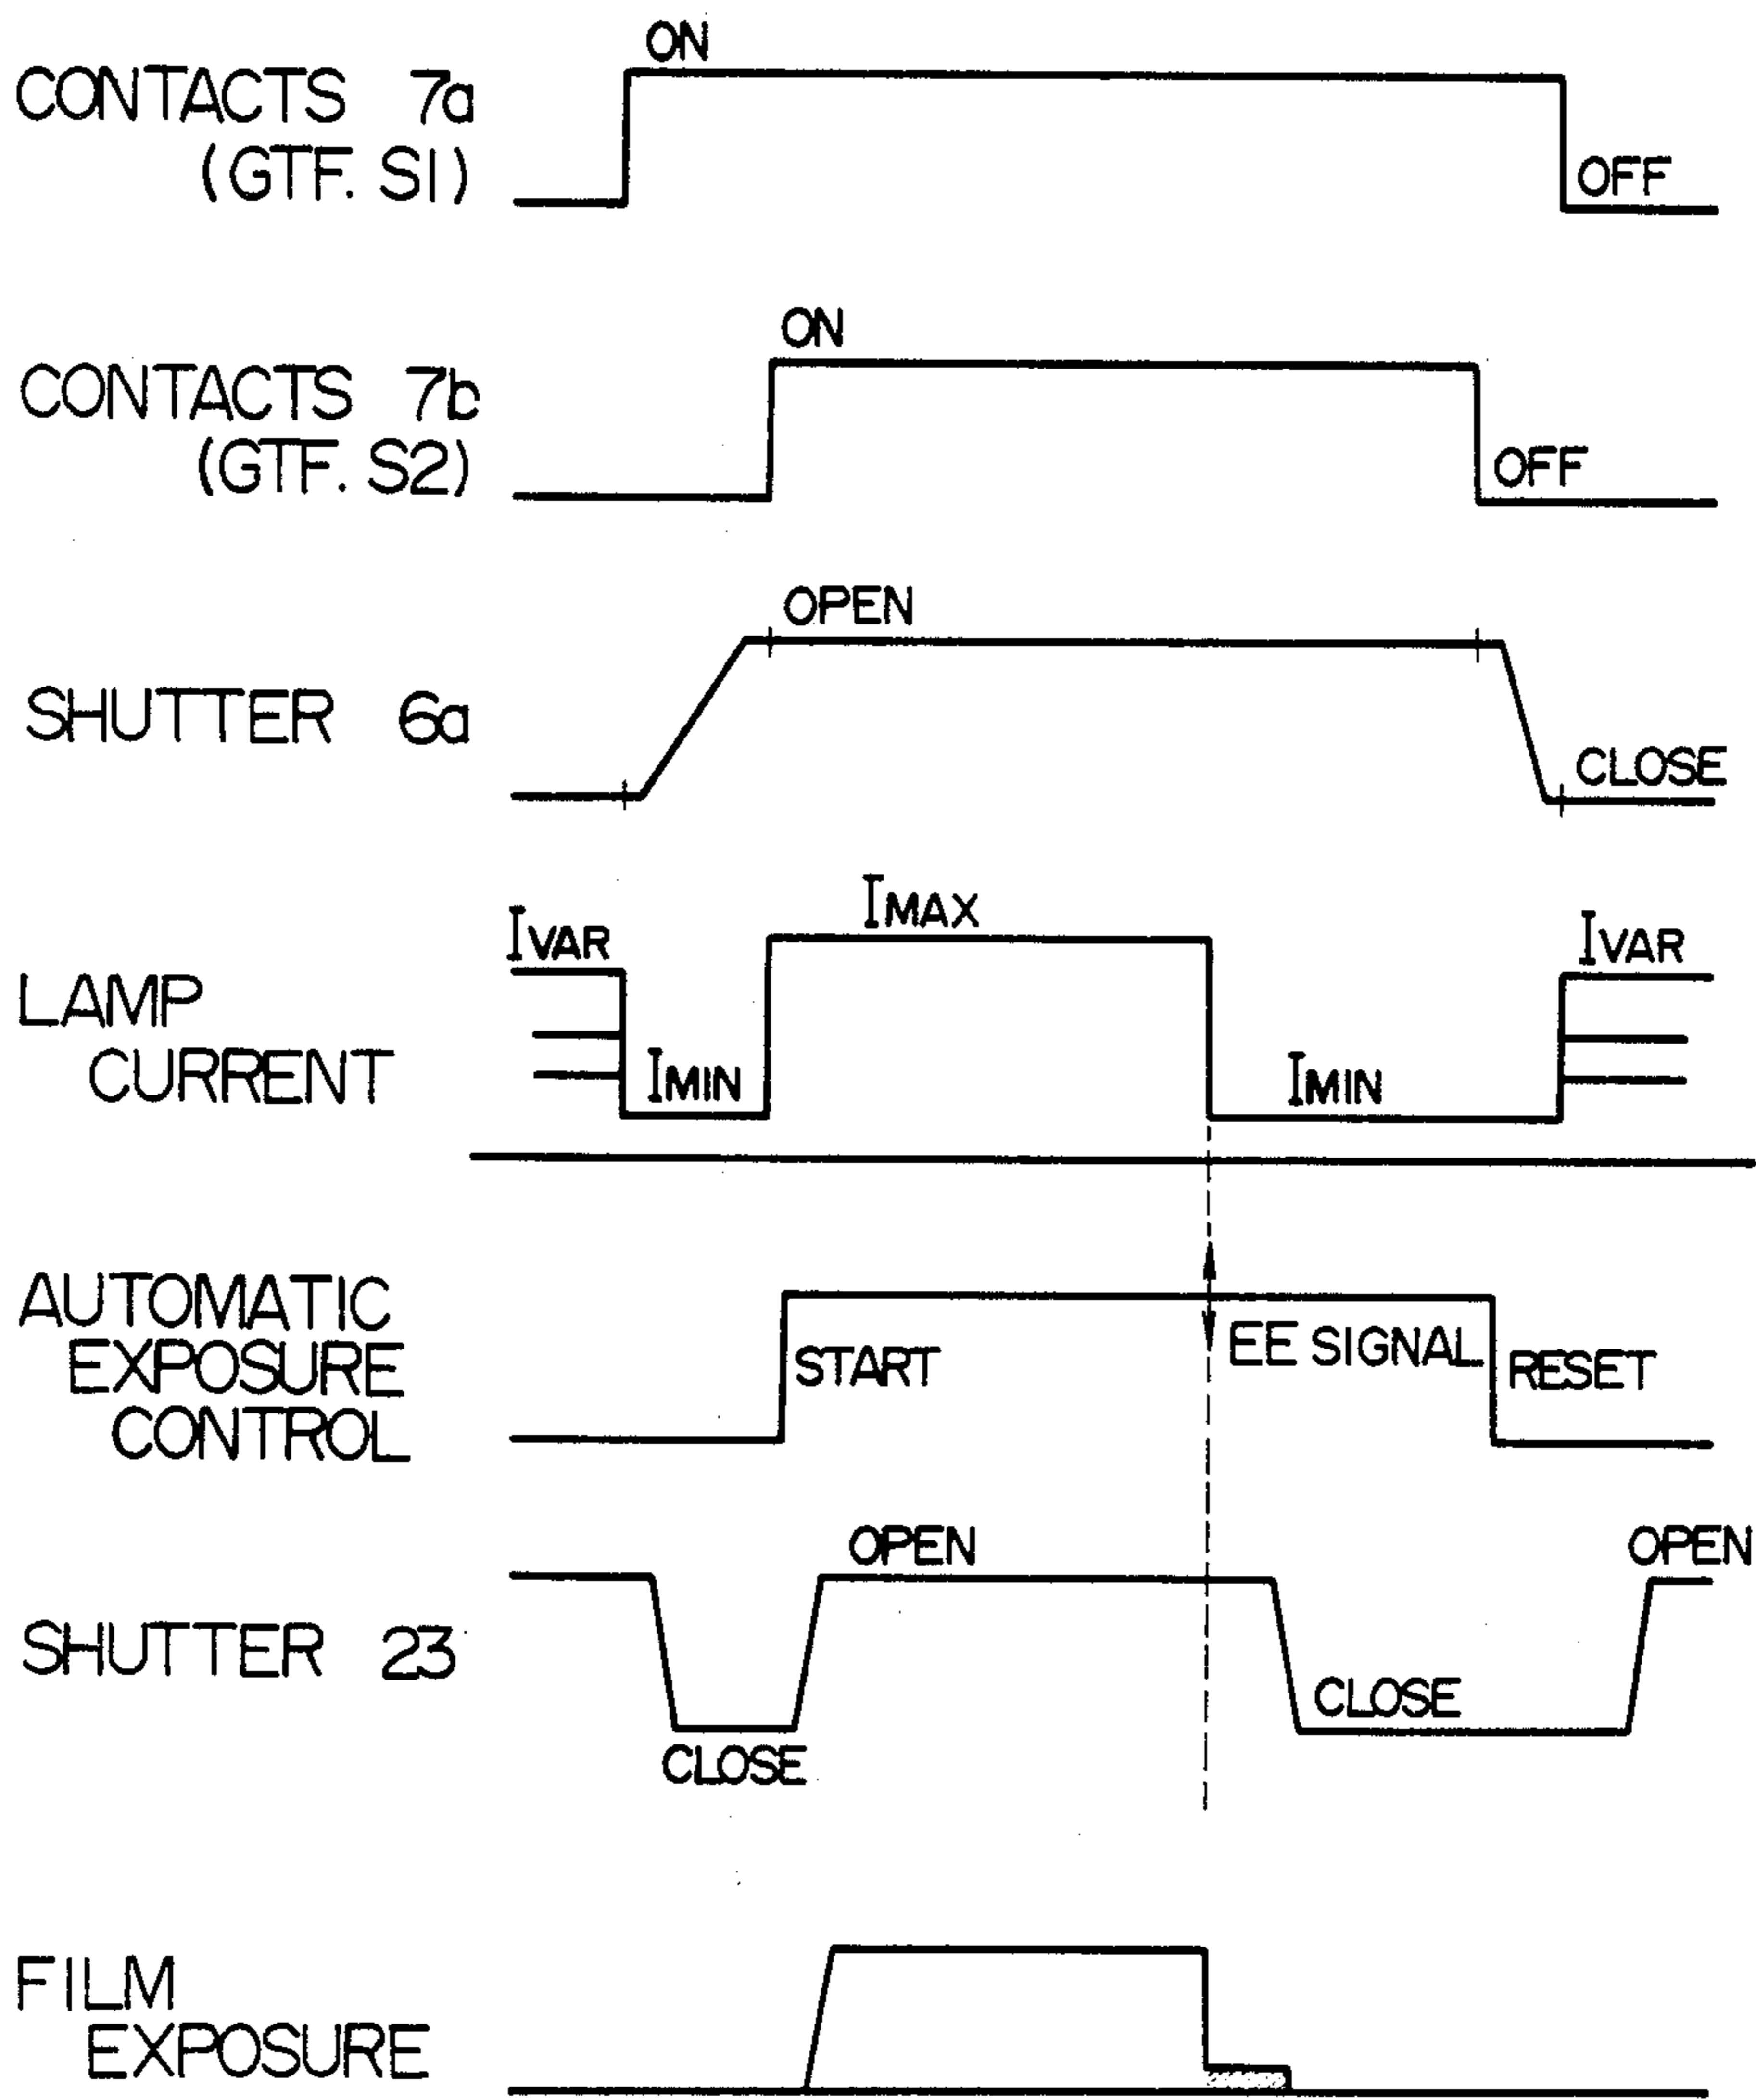 ON
CONTACTS 7a
(GTF. S1)
OFF
ON
CONTACTS 7b
(GTF. S2)
OFF
OPEN
SHUTTER 6a
CLOSE
IMAX
IVAR
IVAR
LAMP
CURRENT
IMIN
IMIN
AUTOMATIC
EXPOSURE
CONTROL
START
EE SIGNAL
RESET
OPEN
OPEN
SHUTTER 23
CLOSE
CLOSE
FILM
EXPOSURE